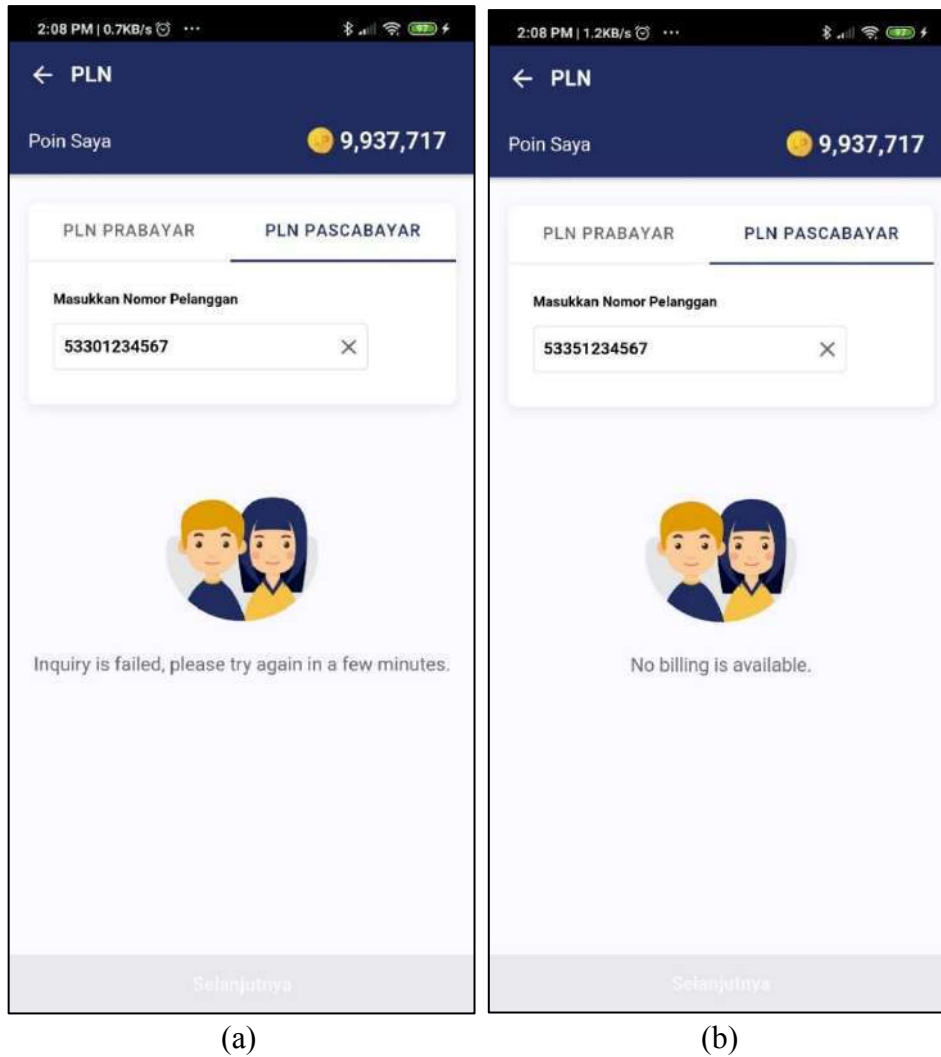 2:08 PM | 0.7KB/s ...
97
← PLN
Poin Saya 9,937,717
PLN PRABAYAR PLN PASCABAYAR
Masukkan Nomor Pelanggan
53301234567
Inquiry is failed, please try again in a few minutes.
Selanjutnya
(a)
2:08 PM | 1.2KB/s ...
97
← PLN
Poin Saya 9,937,717
PLN PRABAYAR PLN PASCABAYAR
Masukkan Nomor Pelanggan
53351234567
No billing is available.
Selanjutnya
(b)